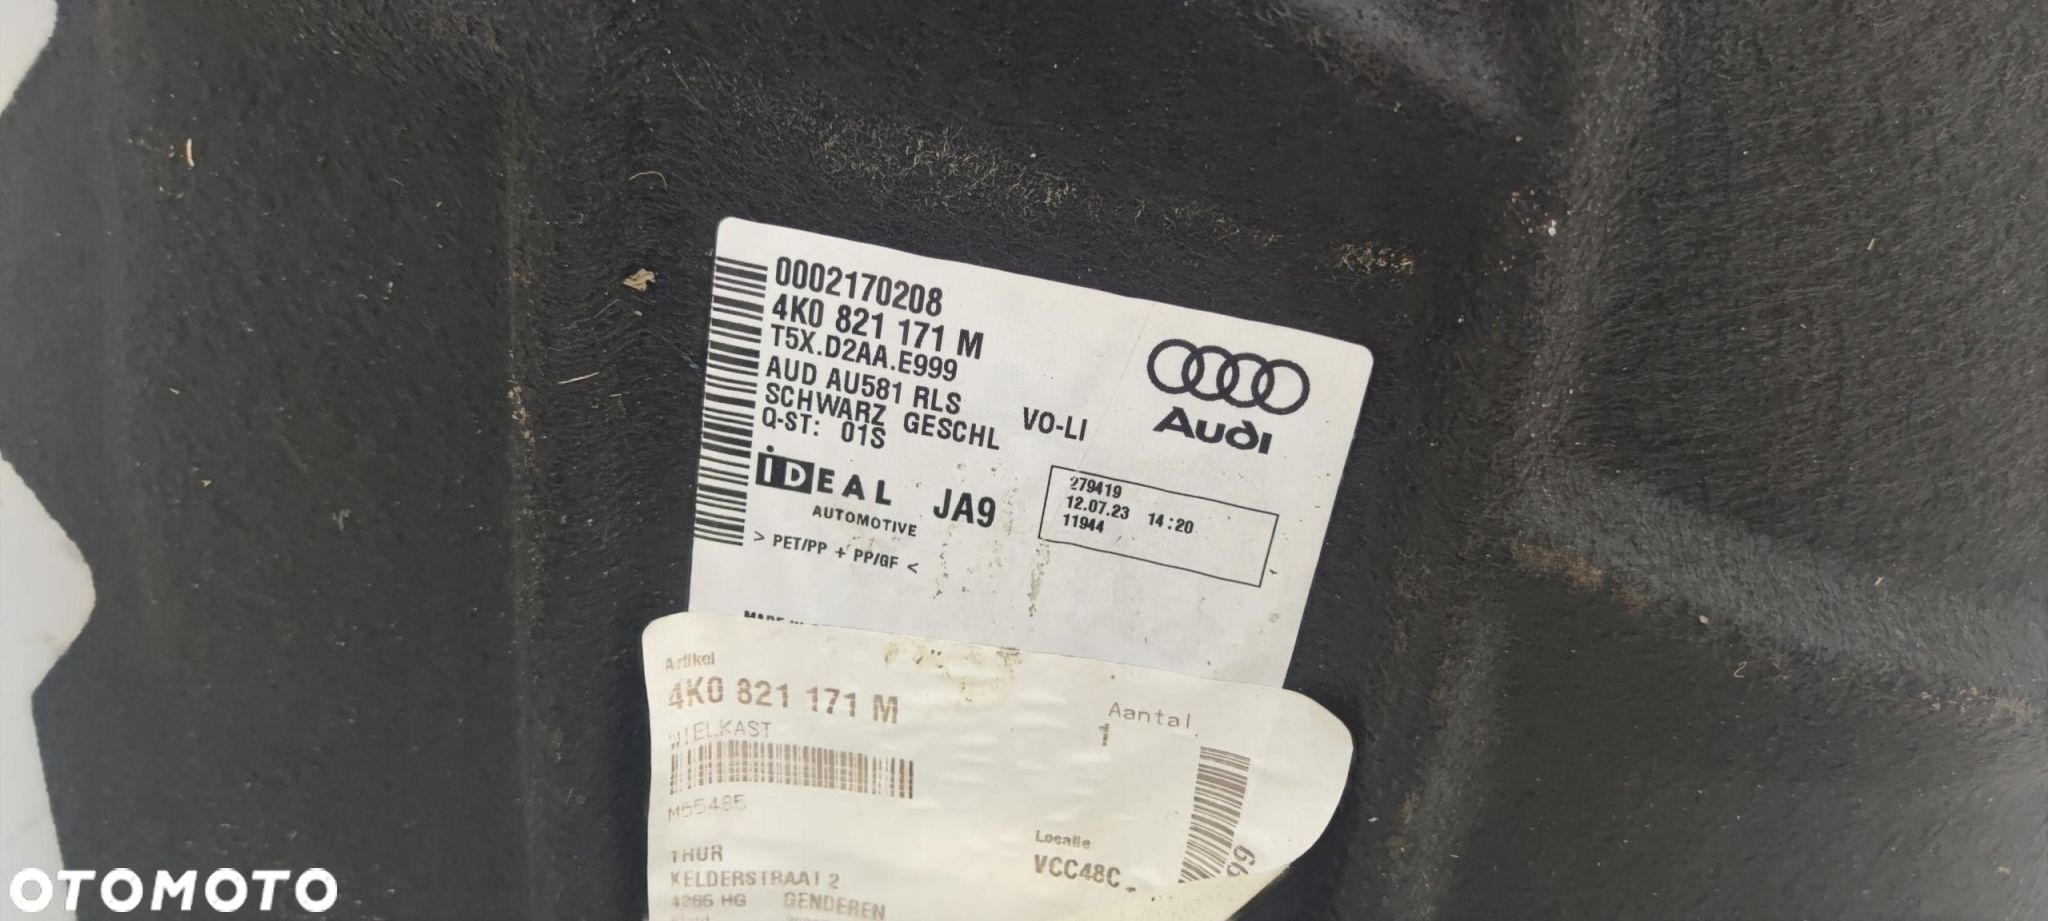 0002170208
4K0 821 171 M
T5X.D2AA.E999
AUD AU581 RLS
SCHWARZ GESCHL VO-LI
Q-ST: 01S
Audi
iDEAL JA9
AUTOMOTIVE
279419
12.07.23 14:20
11944
> PET/PP + PP/GF <
Artikel
4K0 821 171 M
WIELKAST
Aantal
1
M55485
Locatie
VCC48C
THUR
KELDERSTRAAT 2
4266 HG GENDEREN
OTOMOTO